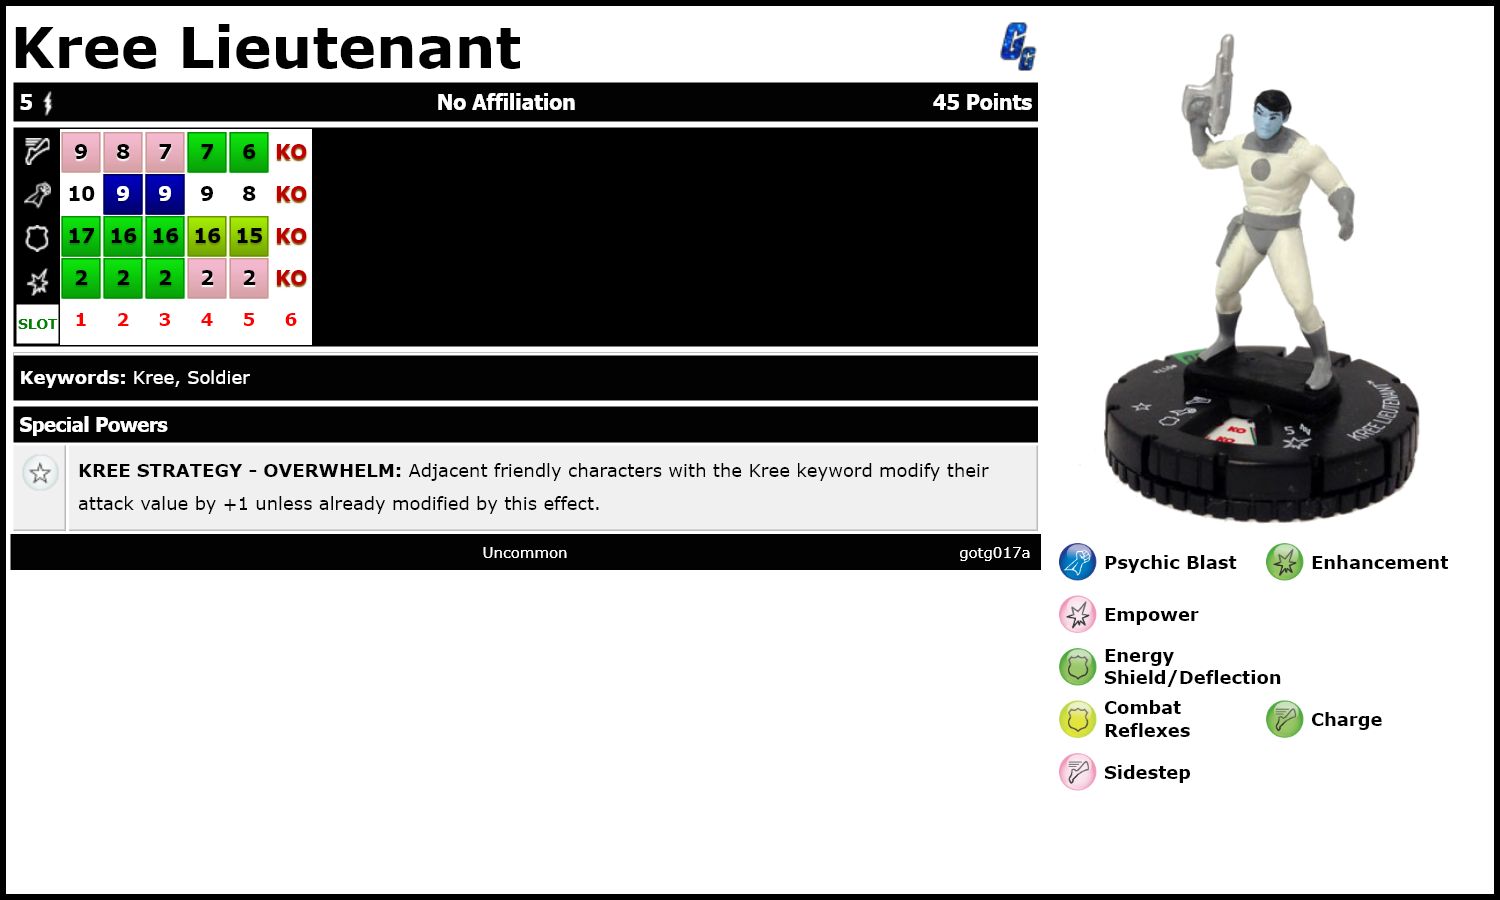 Kree Lieutenant
GG
5 No Affiliation 45 Points
9 8 7 7 6 KO
10 9 9 9 8 KO
17 16 16 16 15 KO
2 2 2 2 2 KO
SLOT 1 2 3 4 5 6
Keywords: Kree, Soldier
Special Powers
KREE STRATEGY - OVERWHELM: Adjacent friendly characters with the Kree keyword modify their
attack value by +1 unless already modified by this effect.
Uncommon gotg017a
KREE LIEUTENANT
5
KO
KO
Psychic Blast Enhancement
Empower
Energy
Shield/Deflection
Combat
Reflexes
Charge
Sidestep